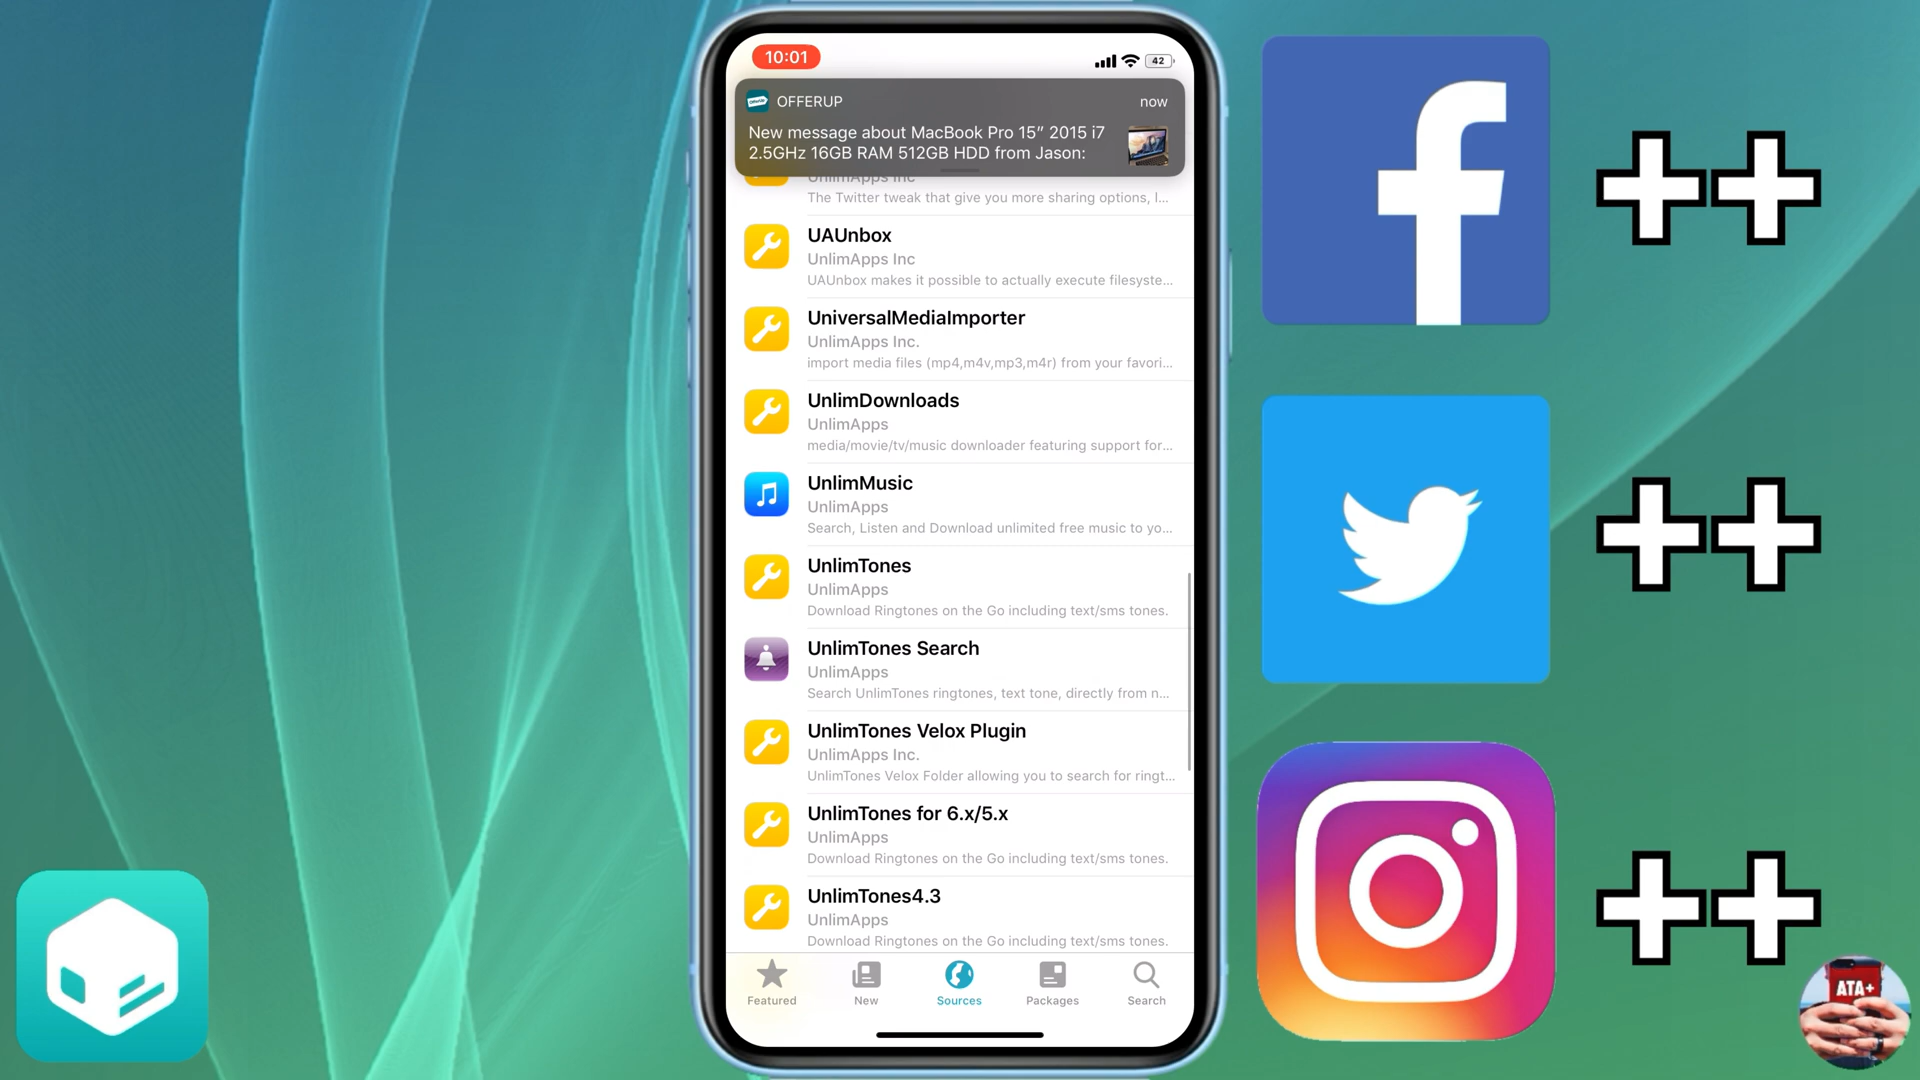 10:01
42
OFFERUP
now
New message about MacBook Pro 15” 2015 i7
2.5GHz 16GB RAM 512GB HDD from Jason:
UnlimApps Inc
The Twitter tweak that give you more sharing options, l...
UAUnbox
UnlimApps Inc
UAUnbox makes it possible to actually execute filesyste...
UniversalMediaImporter
UnlimApps Inc.
import media files (mp4,m4v,mp3,m4r) from your favori...
UnlimDownloads
UnlimApps
media/movie/tv/music downloader featuring support for...
UnlimMusic
UnlimApps
Search, Listen and Download unlimited free music to yo...
UnlimTones
UnlimApps
Download Ringtones on the Go including text/sms tones.
UnlimTones Search
UnlimApps
Search UnlimTones ringtones, text tone, directly from n...
UnlimTones Velox Plugin
UnlimApps Inc.
UnlimTones Velox Folder allowing you to search for ringt...
UnlimTones for 6.x/5.x
UnlimApps
Download Ringtones on the Go including text/sms tones.
UnlimTones4.3
UnlimApps
Download Ringtones on the Go including text/sms tones.
Featured
New
Sources
Packages
Search
++
++
++
ATA+